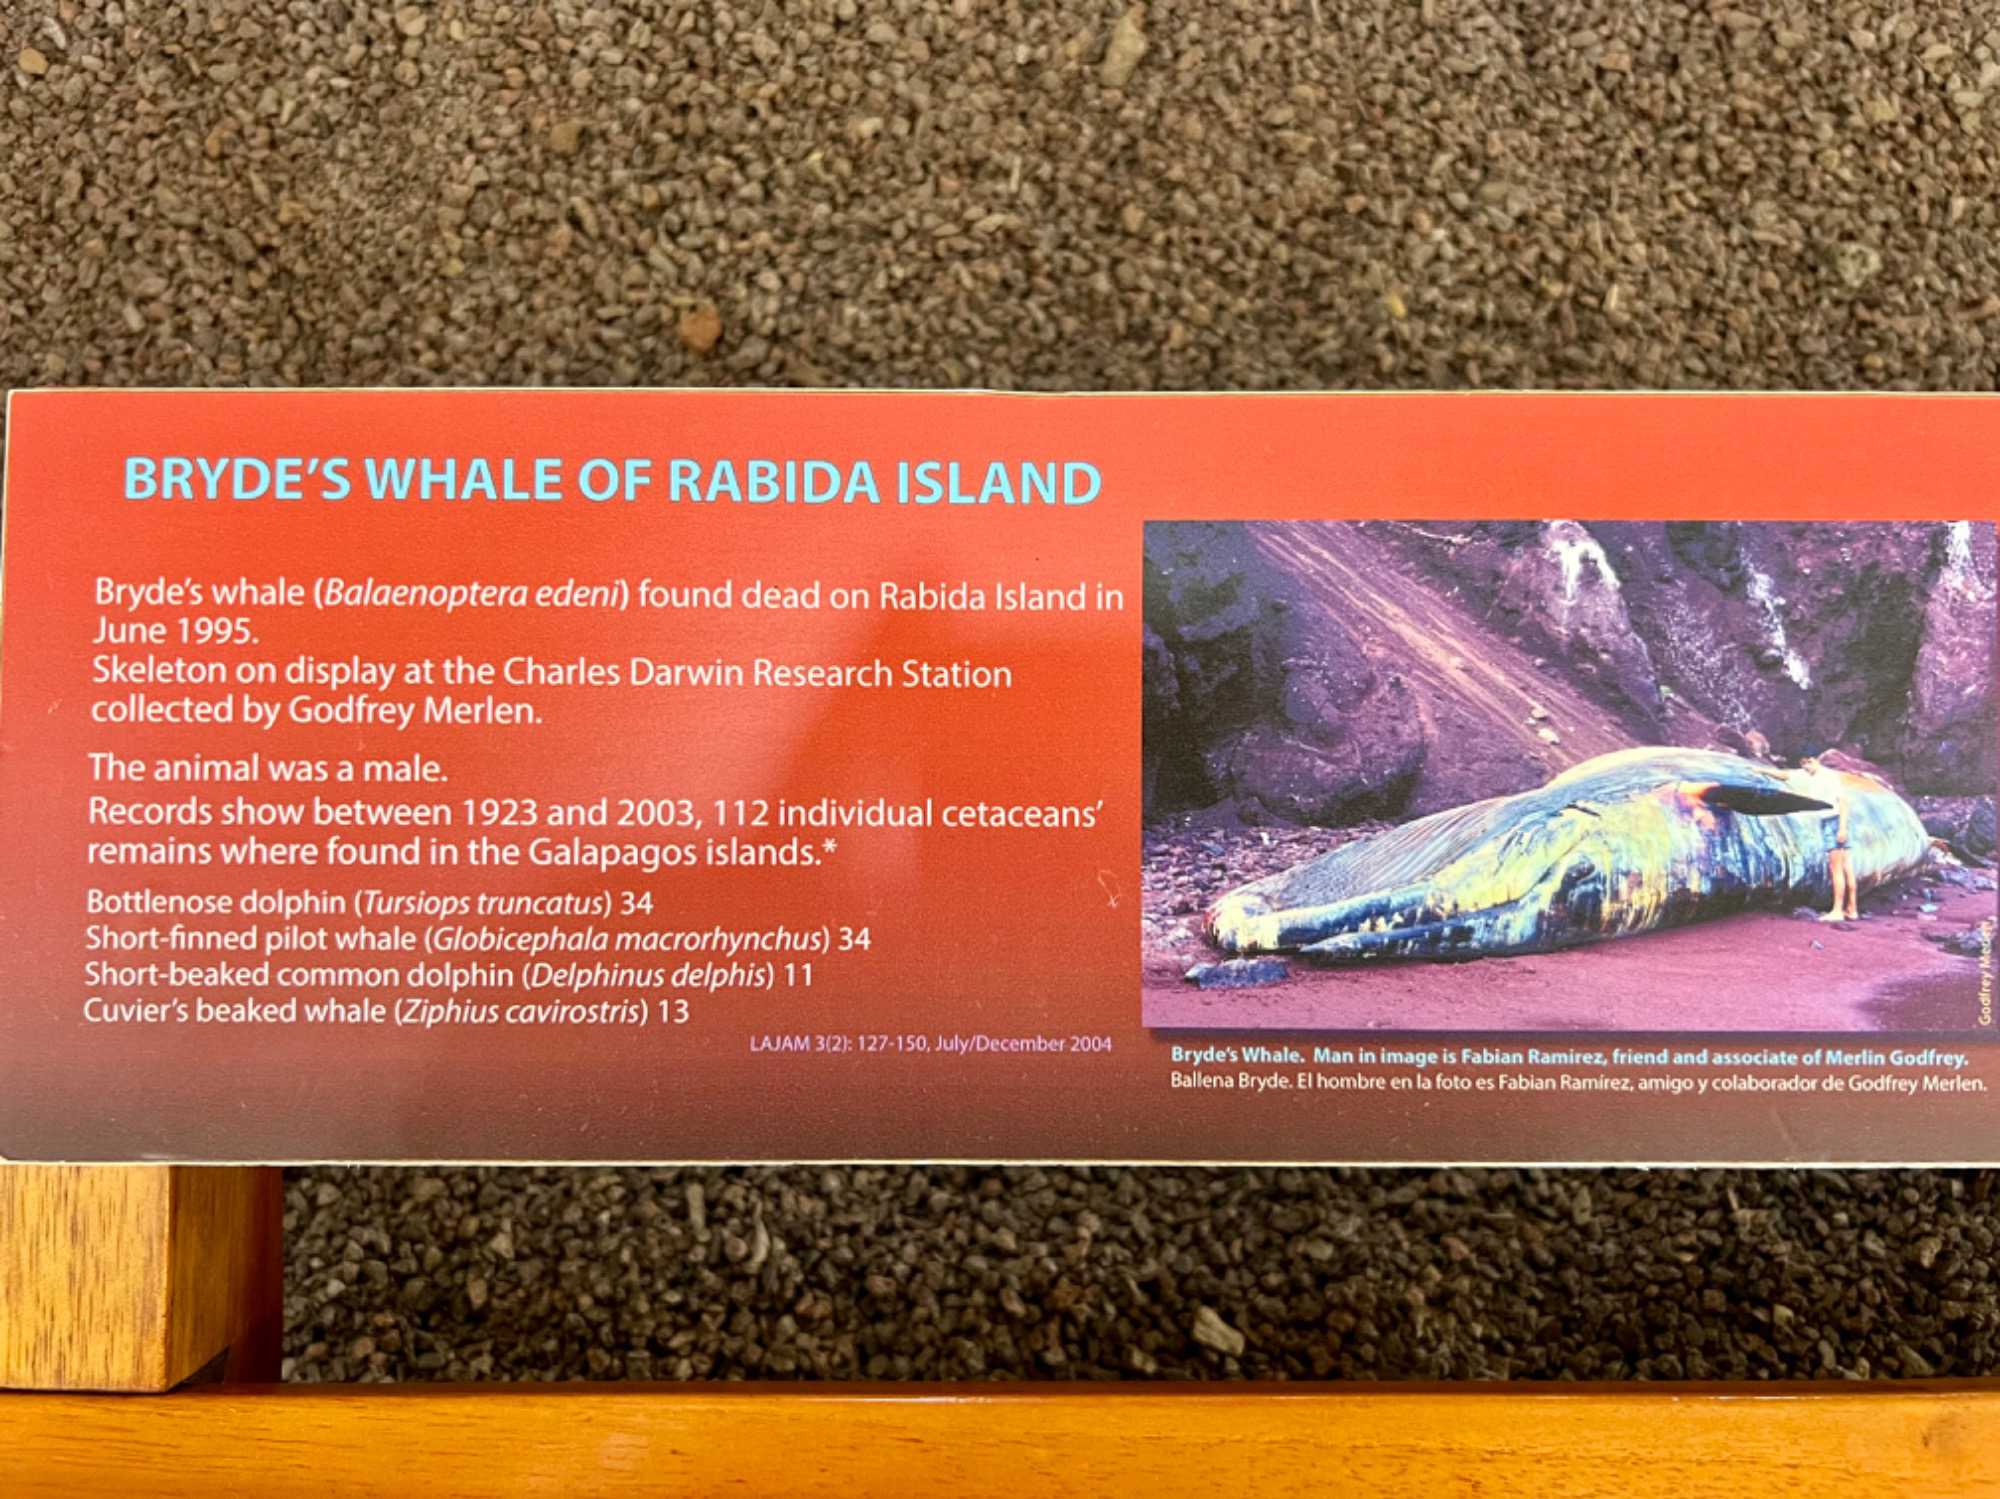 BRYDE'S WHALE OF RABIDA ISLAND
Bryde's whale (Balaenoptera edeni) found dead on Rabida Island in
June 1995.
Skeleton on display at the Charles Darwin Research Station
collected by Godfrey Merlen.
The animal was a male.
Records show between 1923 and 2003, 112 individual cetaceans'
remains where found in the Galapagos islands.*
Bottlenose dolphin (Tursiops truncatus) 34
Short-finned pilot whale (Globicephala macrorhynchus) 34
Short-beaked common dolphin (Delphinus delphis) 11
Cuvier's beaked whale (Ziphius cavirostris) 13
LAJAM 3(2): 127-150, July/December 2004
Godfrey Merlen
Bryde's Whale. Man in image is Fabian Ramirez, friend and associate of Merlin Godfrey.
Ballena Bryde. El hombre en la foto es Fabian Ramírez, amigo y colaborador de Godfrey Merlen.